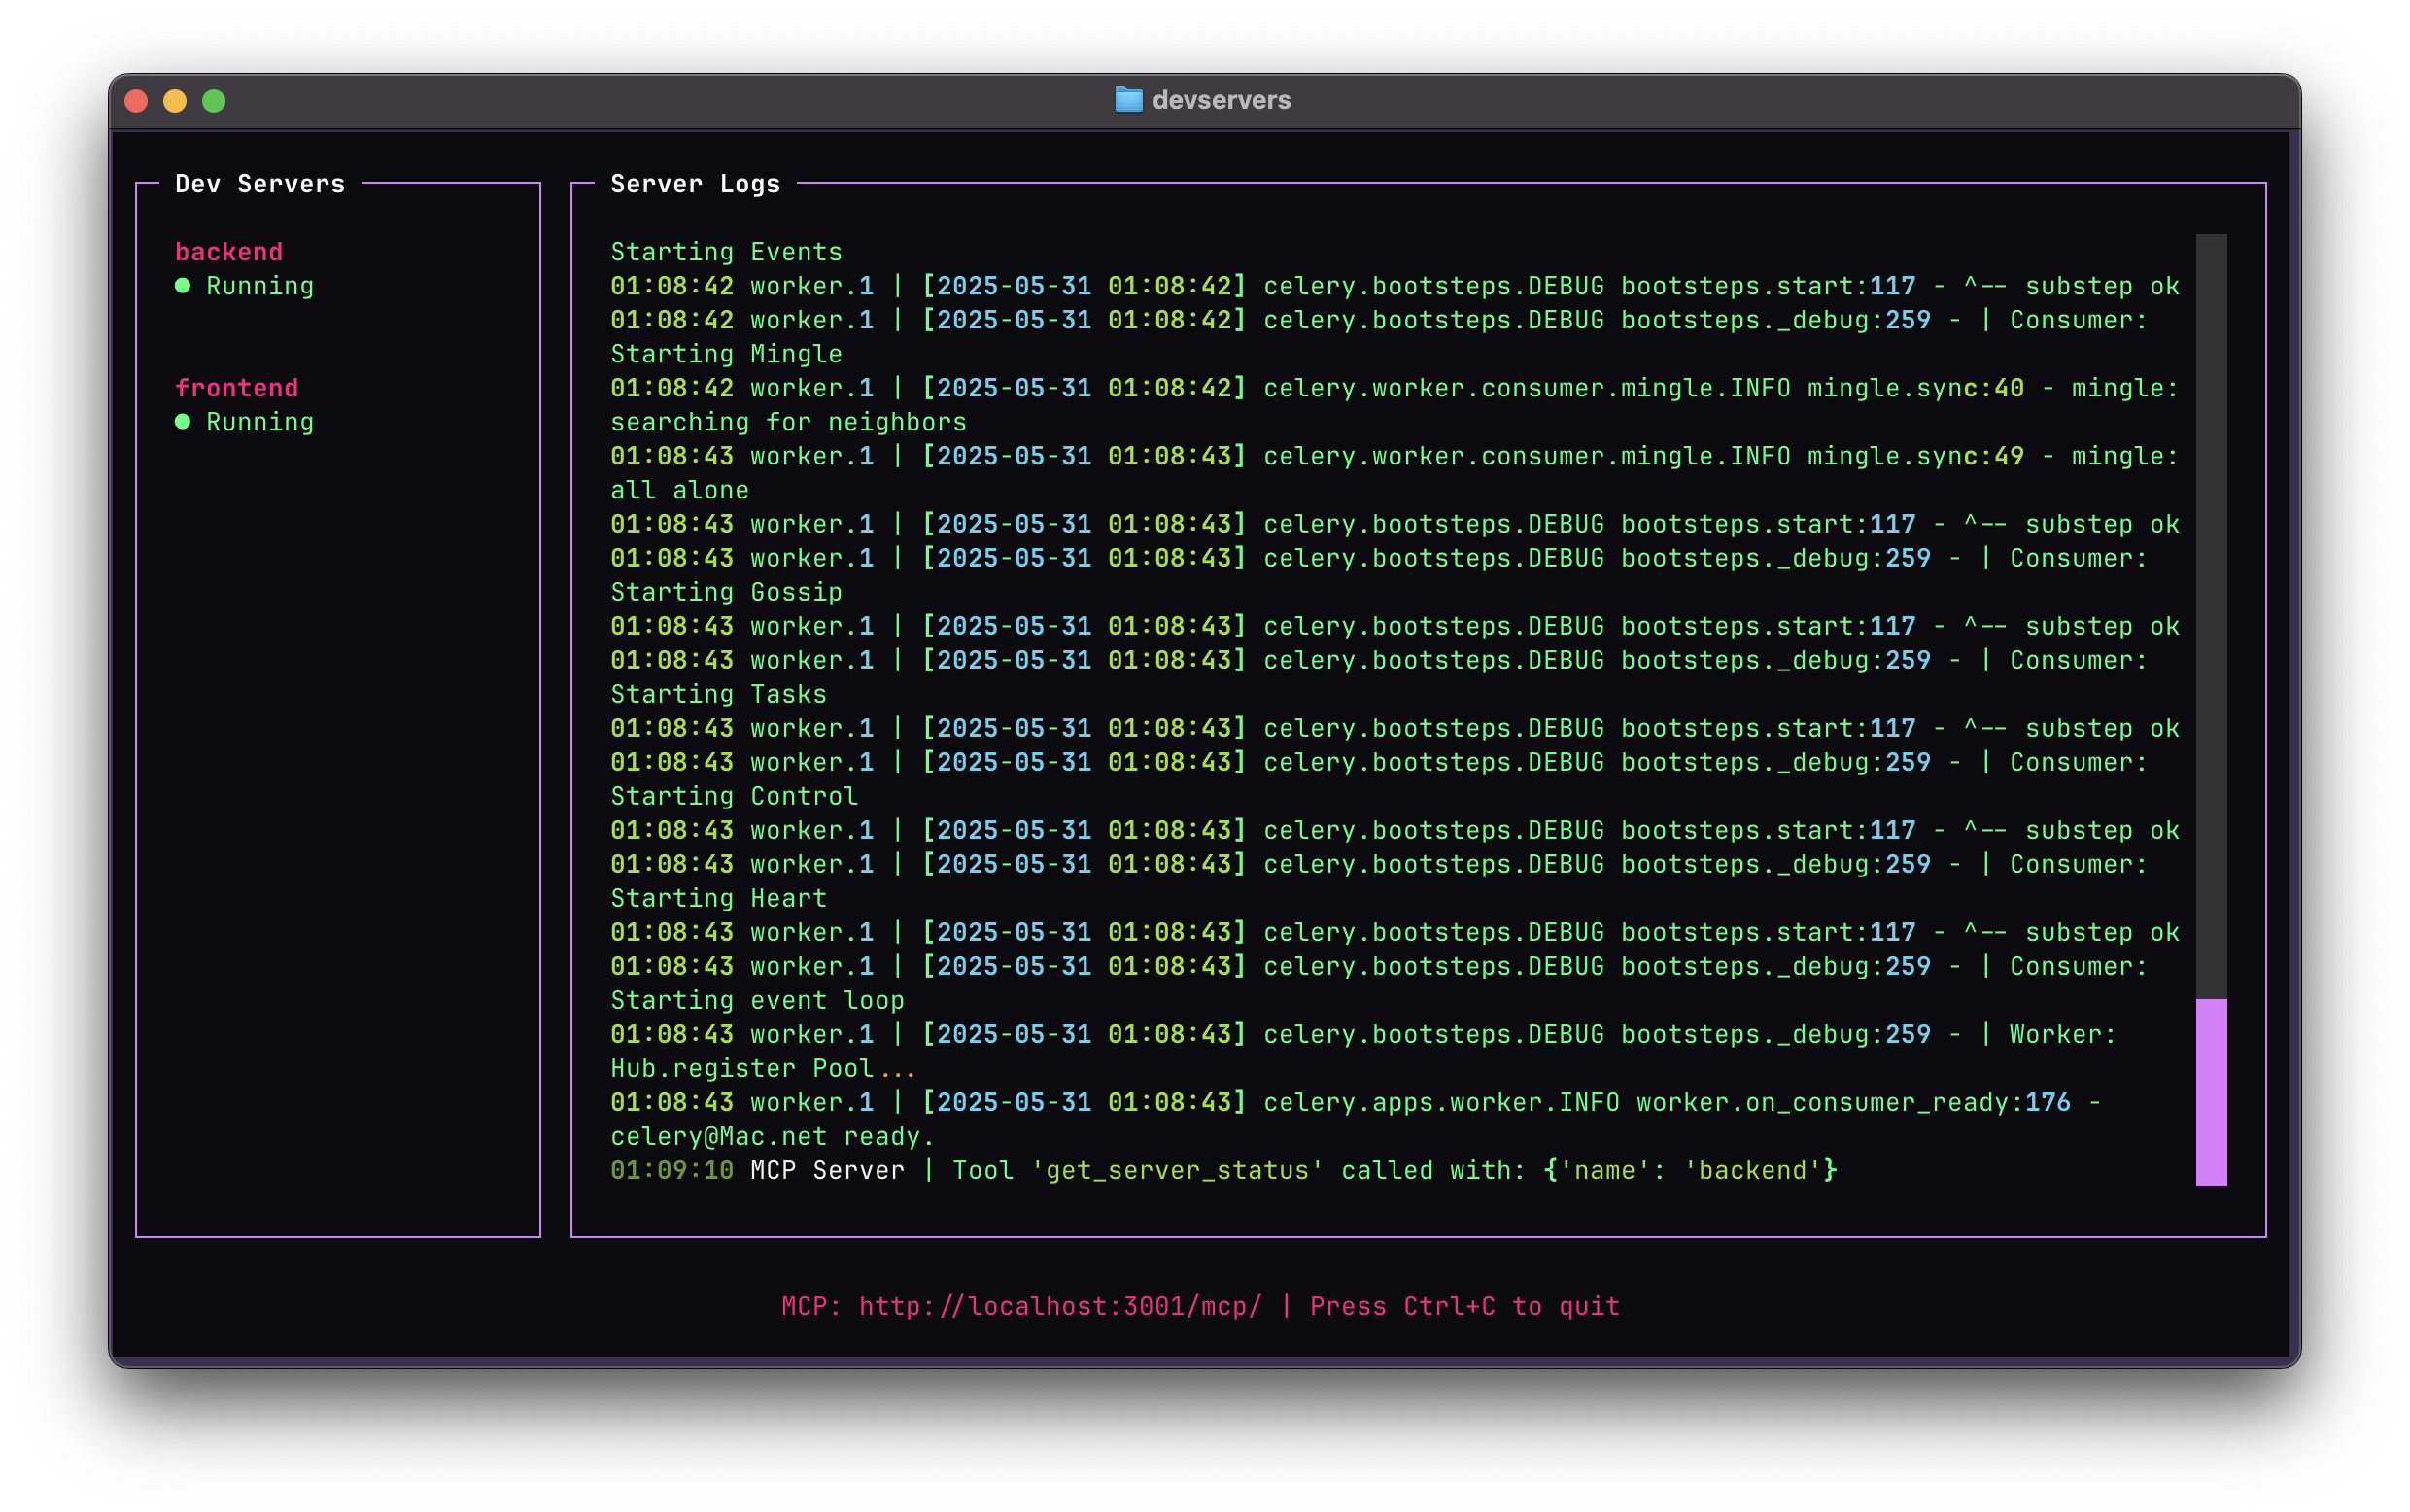 devservers
Dev Servers
backend
● Running
frontend
● Running
Server Logs
Starting Events
01:08:42 worker.1 | [2025-05-31 01:08:42] celery.bootsteps.DEBUG bootsteps.start:117 - ^-- substep ok
01:08:42 worker.1 | [2025-05-31 01:08:42] celery.bootsteps.DEBUG bootsteps._debug:259 - | Consumer:
Starting Mingle
01:08:42 worker.1 | [2025-05-31 01:08:42] celery.worker.consumer.mingle.INFO mingle.sync:40 - mingle:
searching for neighbors
01:08:43 worker.1 | [2025-05-31 01:08:43] celery.worker.consumer.mingle.INFO mingle.sync:49 - mingle:
all alone
01:08:43 worker.1 | [2025-05-31 01:08:43] celery.bootsteps.DEBUG bootsteps.start:117 - ^-- substep ok
01:08:43 worker.1 | [2025-05-31 01:08:43] celery.bootsteps.DEBUG bootsteps._debug:259 - | Consumer:
Starting Gossip
01:08:43 worker.1 | [2025-05-31 01:08:43] celery.bootsteps.DEBUG bootsteps.start:117 - ^-- substep ok
01:08:43 worker.1 | [2025-05-31 01:08:43] celery.bootsteps.DEBUG bootsteps._debug:259 - | Consumer:
Starting Tasks
01:08:43 worker.1 | [2025-05-31 01:08:43] celery.bootsteps.DEBUG bootsteps.start:117 - ^-- substep ok
01:08:43 worker.1 | [2025-05-31 01:08:43] celery.bootsteps.DEBUG bootsteps._debug:259 - | Consumer:
Starting Control
01:08:43 worker.1 | [2025-05-31 01:08:43] celery.bootsteps.DEBUG bootsteps.start:117 - ^-- substep ok
01:08:43 worker.1 | [2025-05-31 01:08:43] celery.bootsteps.DEBUG bootsteps._debug:259 - | Consumer:
Starting Heart
01:08:43 worker.1 | [2025-05-31 01:08:43] celery.bootsteps.DEBUG bootsteps.start:117 - ^-- substep ok
01:08:43 worker.1 | [2025-05-31 01:08:43] celery.bootsteps.DEBUG bootsteps._debug:259 - | Consumer:
Starting event loop
01:08:43 worker.1 | [2025-05-31 01:08:43] celery.bootsteps.DEBUG bootsteps._debug:259 - | Worker:
Hub.register Pool...
01:08:43 worker.1 | [2025-05-31 01:08:43] celery.apps.worker.INFO worker.on_consumer_ready:176 -
celery@Mac.net ready.
01:09:10 MCP Server | Tool 'get_server_status' called with: {'name': 'backend'}
MCP: http://localhost:3001/mcp/ | Press Ctrl+C to quit